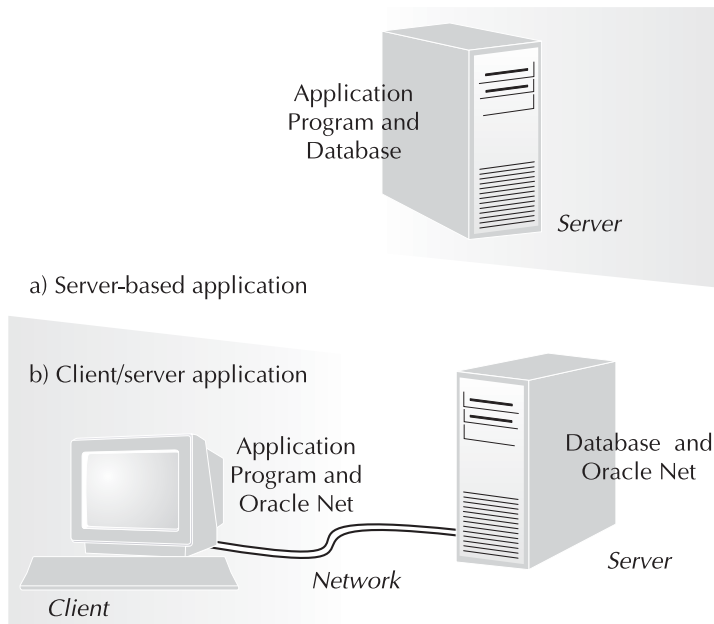 Application
Program and
Database
Server
a) Server-based application
b) Client/server application
Application
Program and
Oracle Net
Database and
Oracle Net
Server
Network
Client